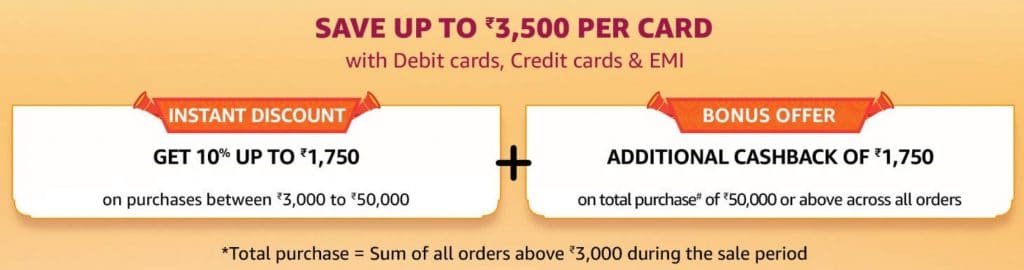 SAVE UP TO ₹3,500 PER CARD
with Debit cards, Credit cards & EMI
INSTANT DISCOUNT
GET 10% UP TO ₹1,750
on purchases between ₹3,000 to ₹50,000
+
BONUS OFFER
ADDITIONAL CASHBACK OF ₹1,750
on total purchase# of ₹50,000 or above across all orders
*Total purchase = Sum of all orders above ₹3,000 during the sale period